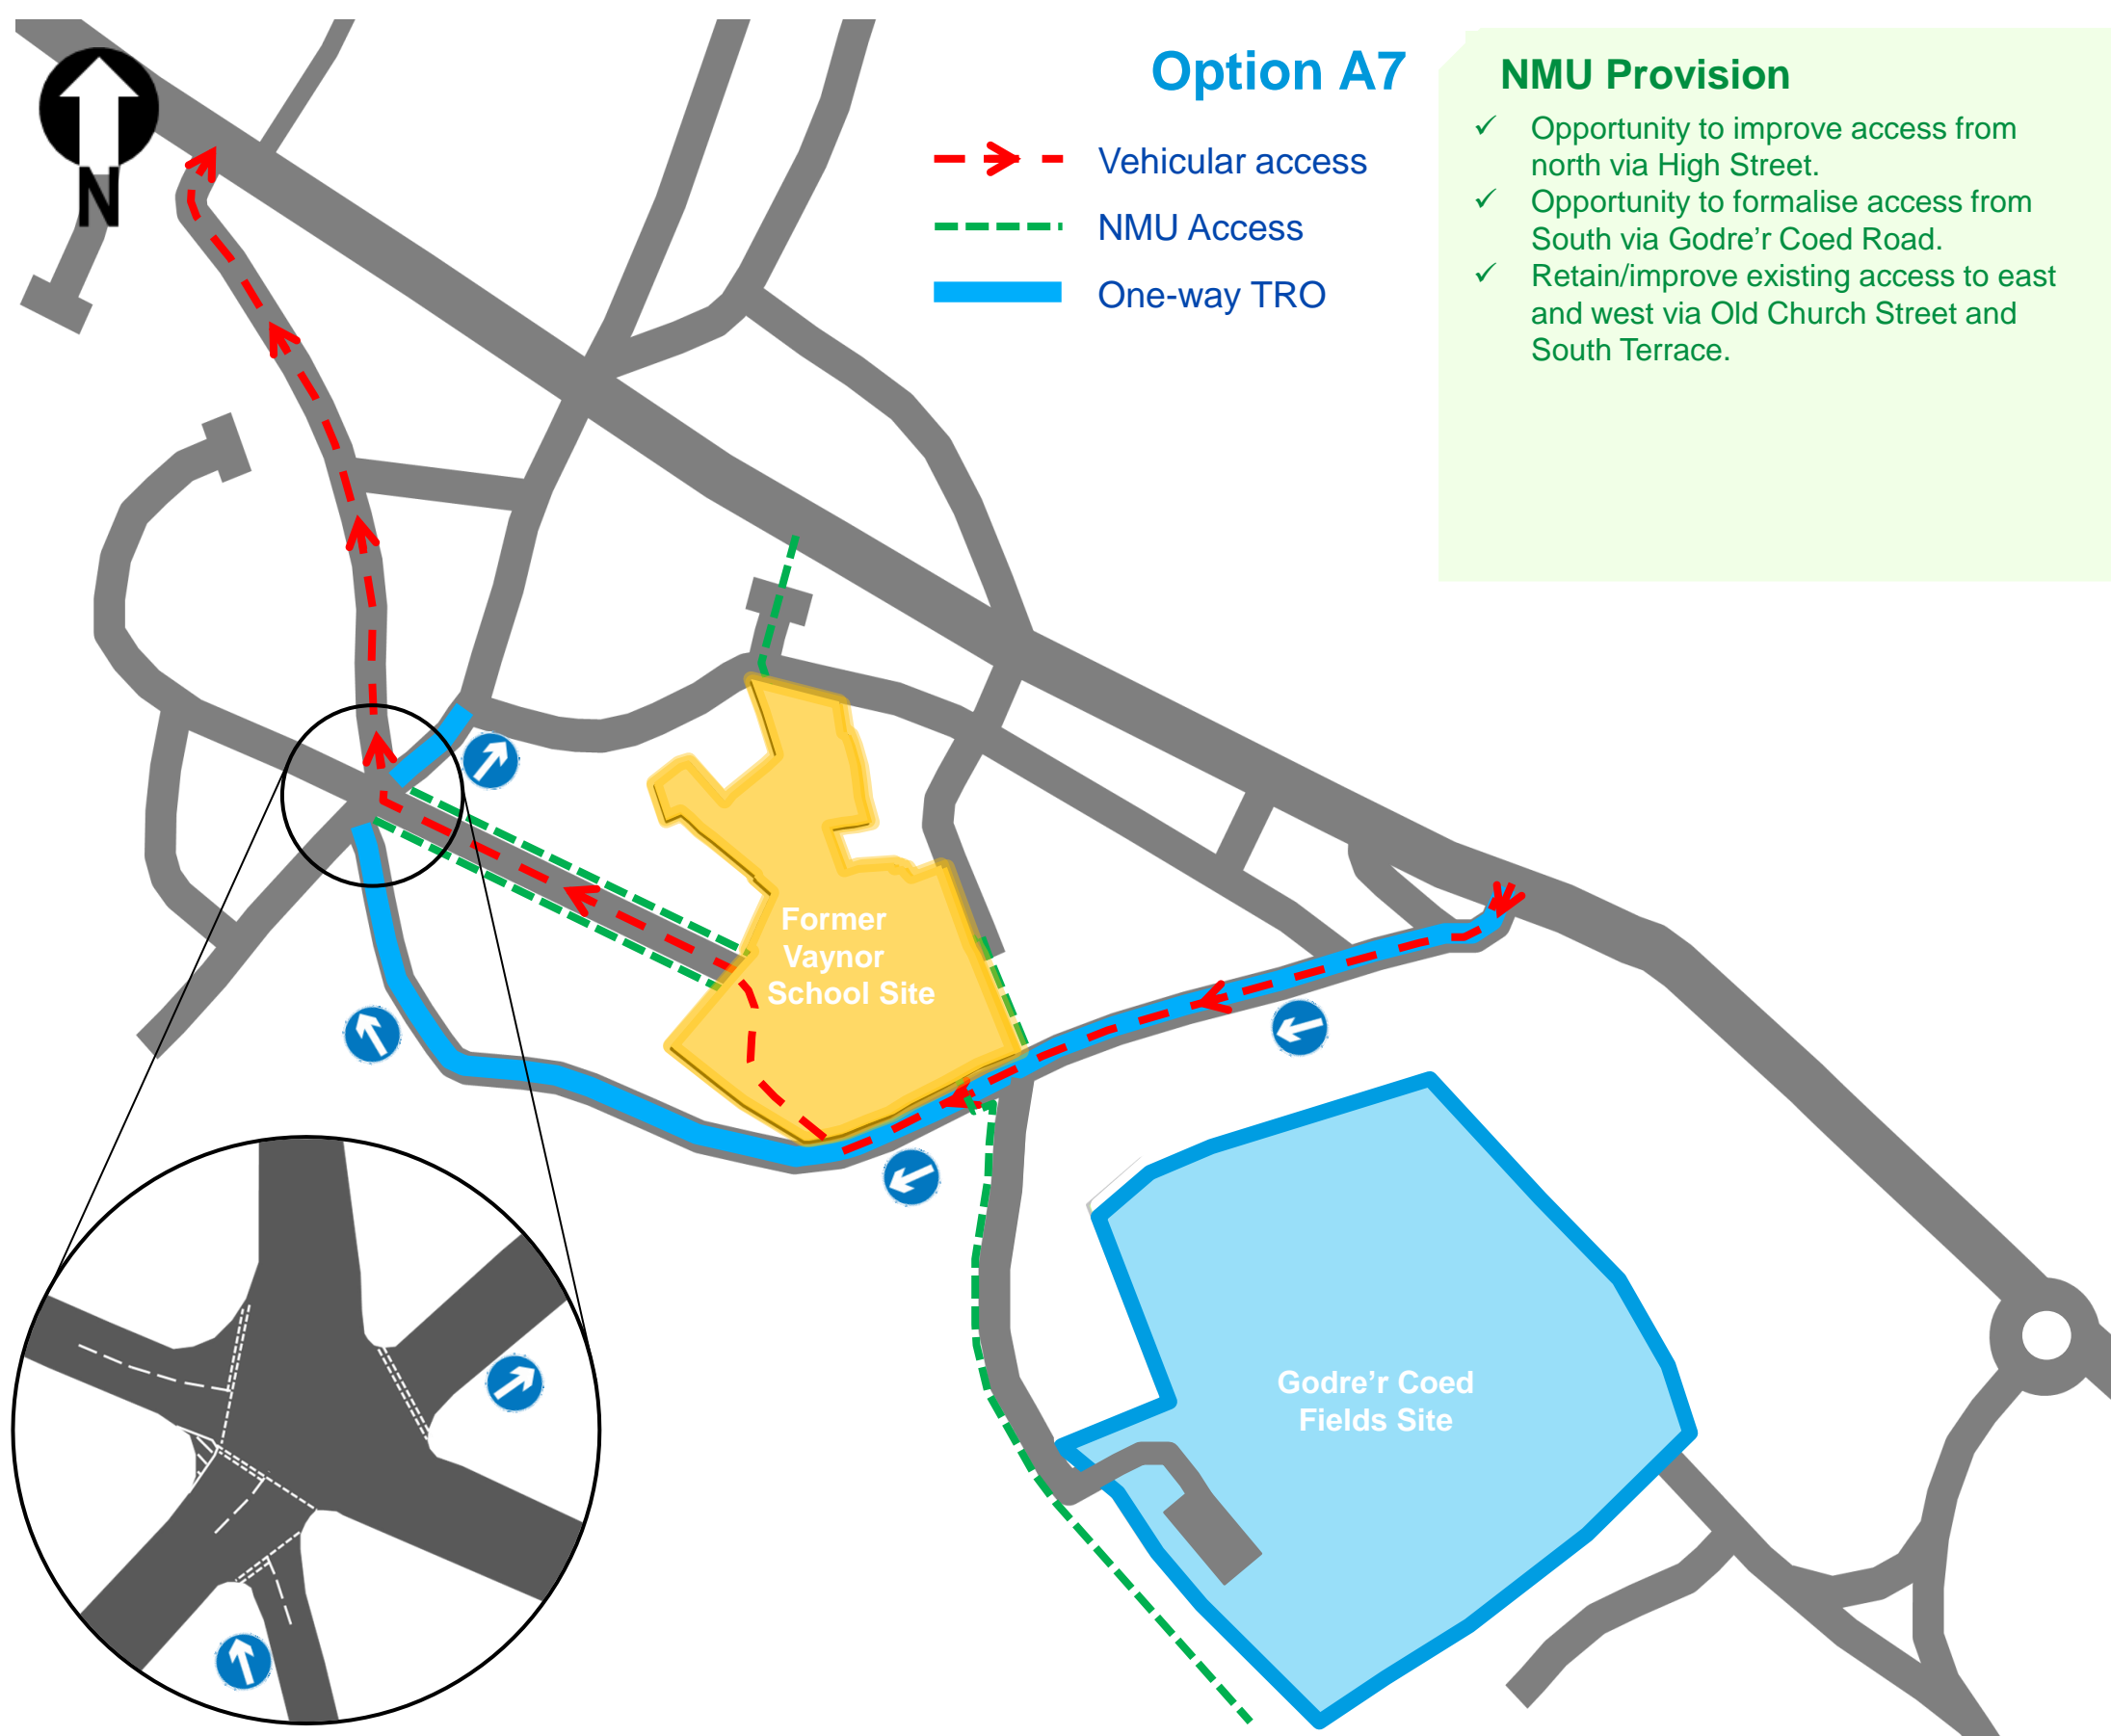 Option A7
Vehicular access
NMU Access
One-way TRO
NMU Provision
✓ Opportunity to improve access from
north via High Street.
✓ Opportunity to formalise access from
South via Godre’r Coed Road.
✓ Retain/improve existing access to east
and west via Old Church Street and
South Terrace.
N
Former
Vaynor
School Site
Godre’r Coed
Fields Site